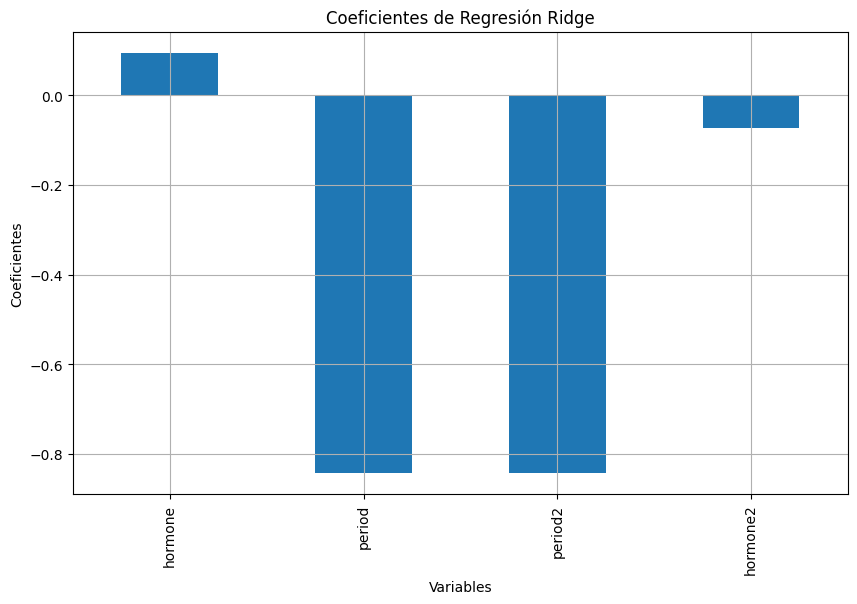 Coeficientes de Regresión Ridge
Coeficientes
0.0
−0.2
−0.4
−0.6
−0.8
hormone
period
period2
hormone2
Variables